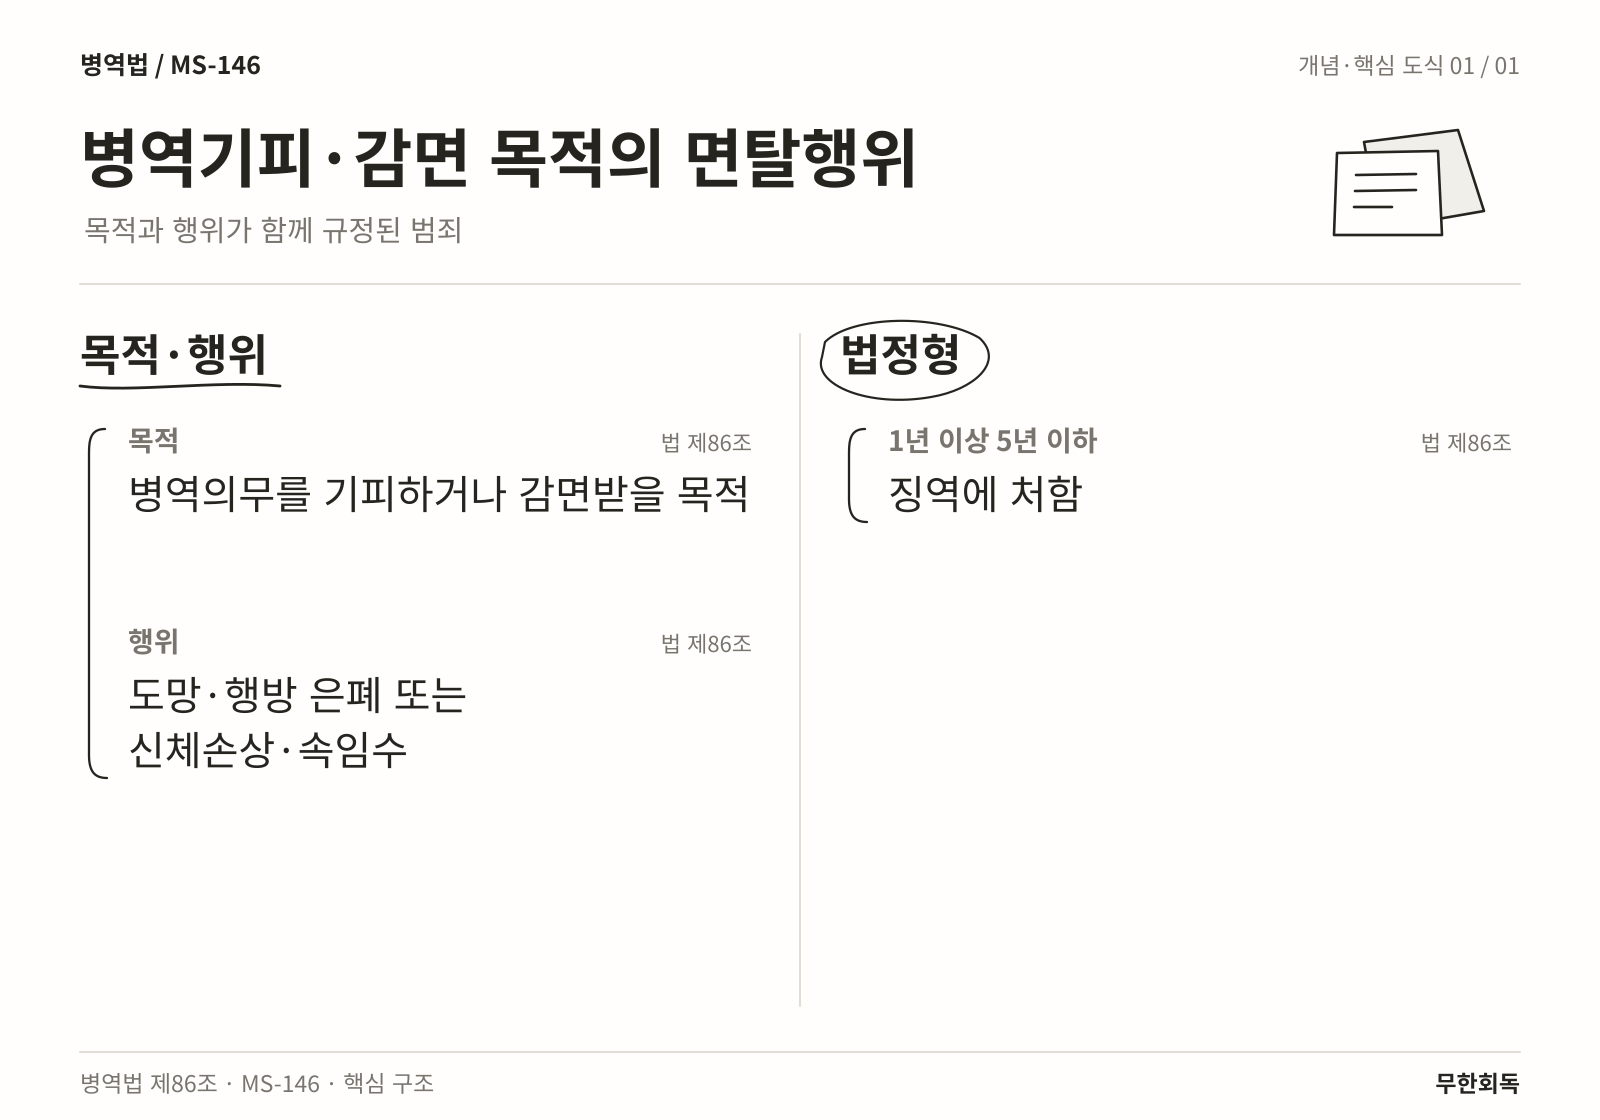 병역법 / MS-146
개념·핵심 도식 01 / 01
병역기피·감면 목적의 면탈행위
목적과 행위가 함께 규정된 범죄
목적·행위
목적
법 제86조
병역의무를 기피하거나 감면받을 목적
행위
법 제86조
도망·행방 은폐 또는
신체손상·속임수
법정형
1년 이상 5년 이하
법 제86조
징역에 처함
병역법 제86조 · MS-146 · 핵심 구조
무한회독